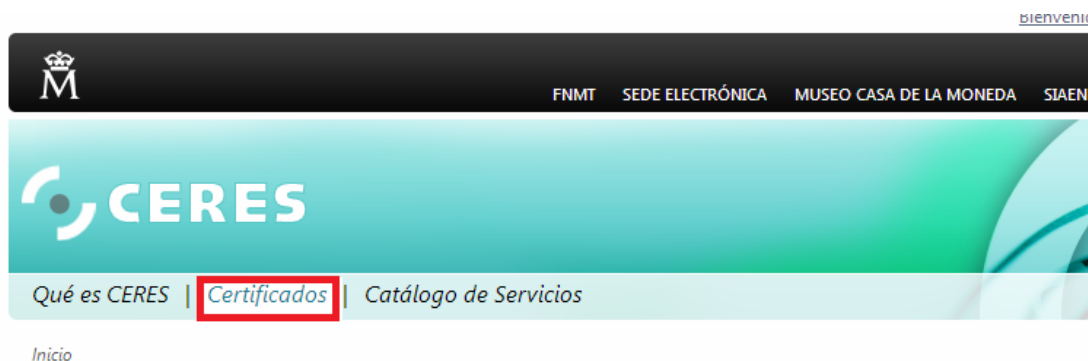 FNMT SEDE ELECTRÓNICA MUSEO CASA DE LA MONEDA
CERES
Qué es CERES | Certificados | Catálogo de Servicios
Inicio